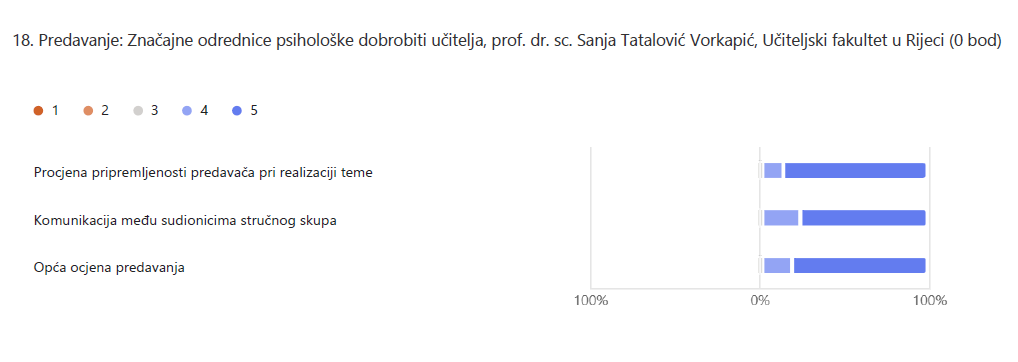 18. Predavanje: Značajne odrednice psihološke dobrobiti učitelja, prof. dr. sc. Sanja Tatalović Vorkapić, Učiteljski fakultet u Rijeci (0 bod)
1 2 3 4 5
Procjena pripremljenosti predavača pri realizaciji teme
Komunikacija među sudionicima stručnog skupa
Opća ocjena predavanja
100% 0% 100%